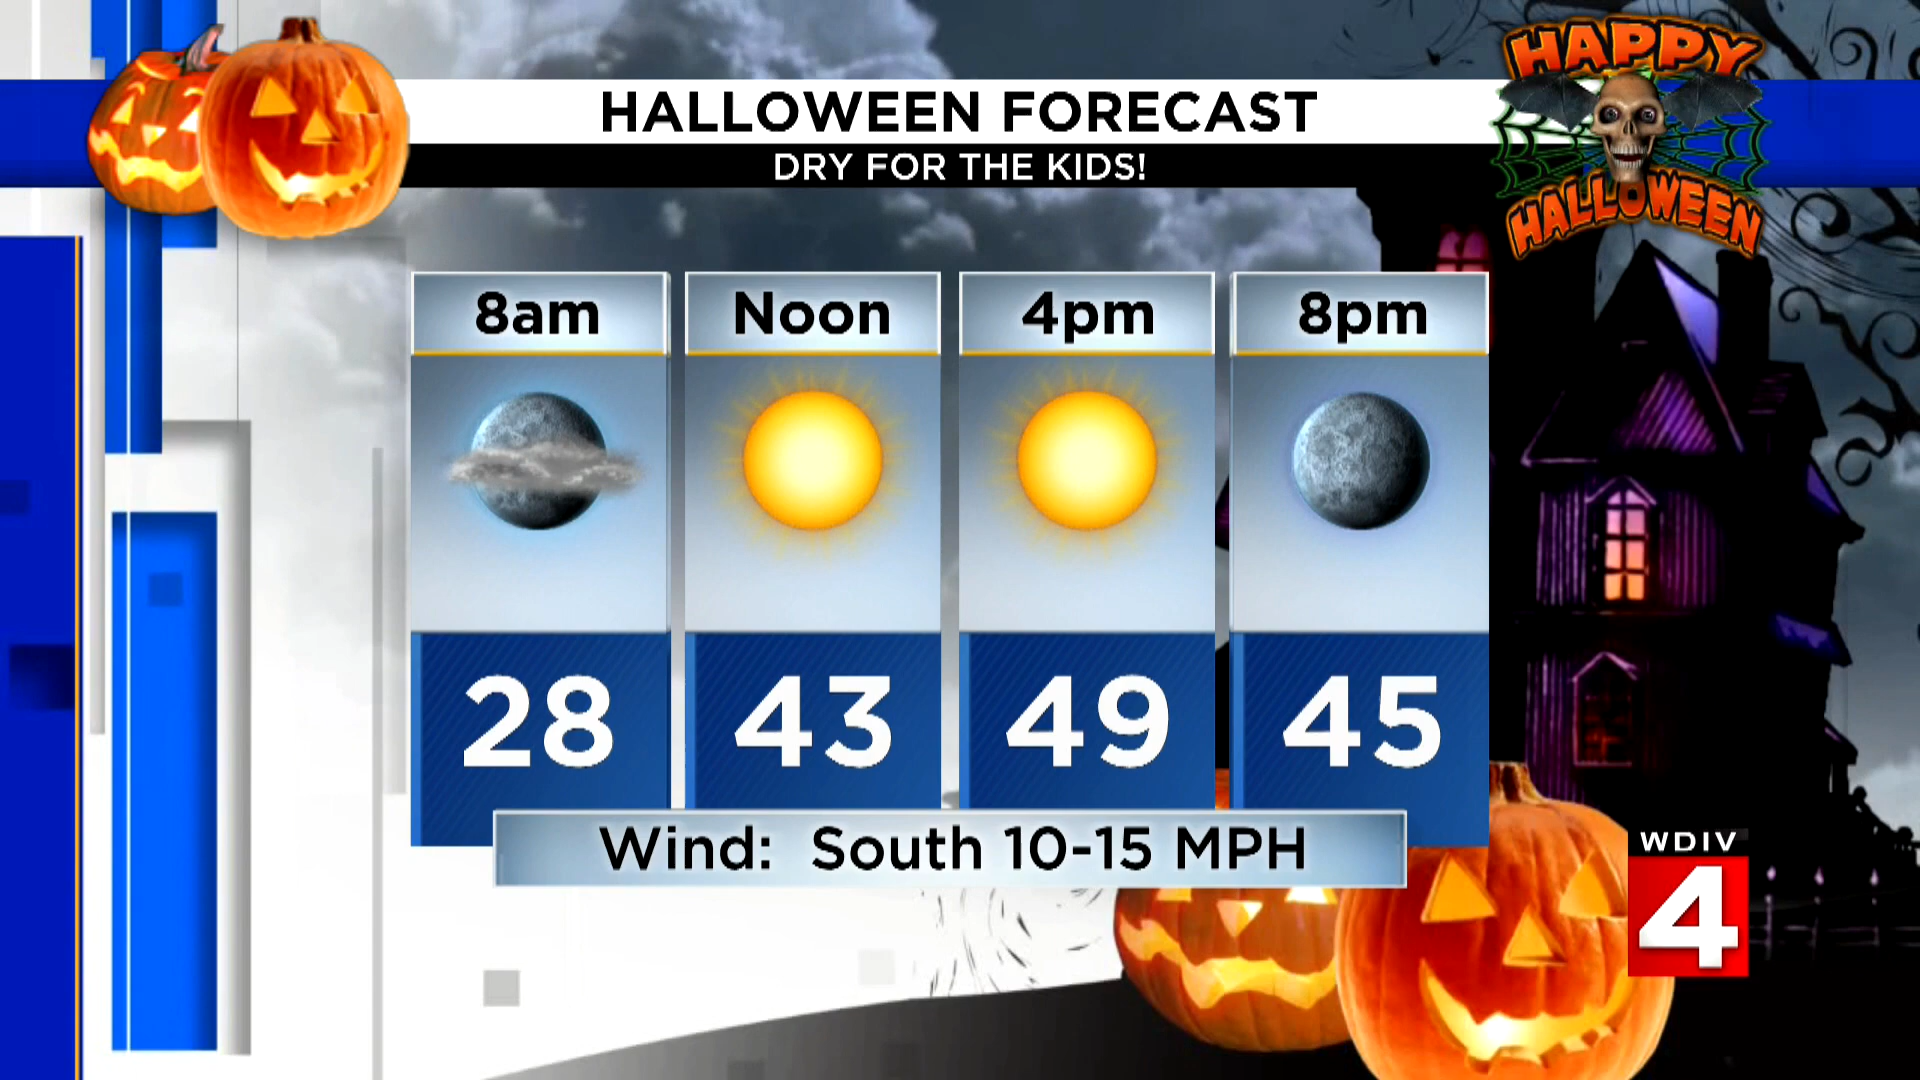 HAPPY
HALLOWEEN
HALLOWEEN FORECAST
DRY FOR THE KIDS!
8am Noon 4pm 8pm
28 43 49 45
Wind: South 10-15 MPH
WDIV
4